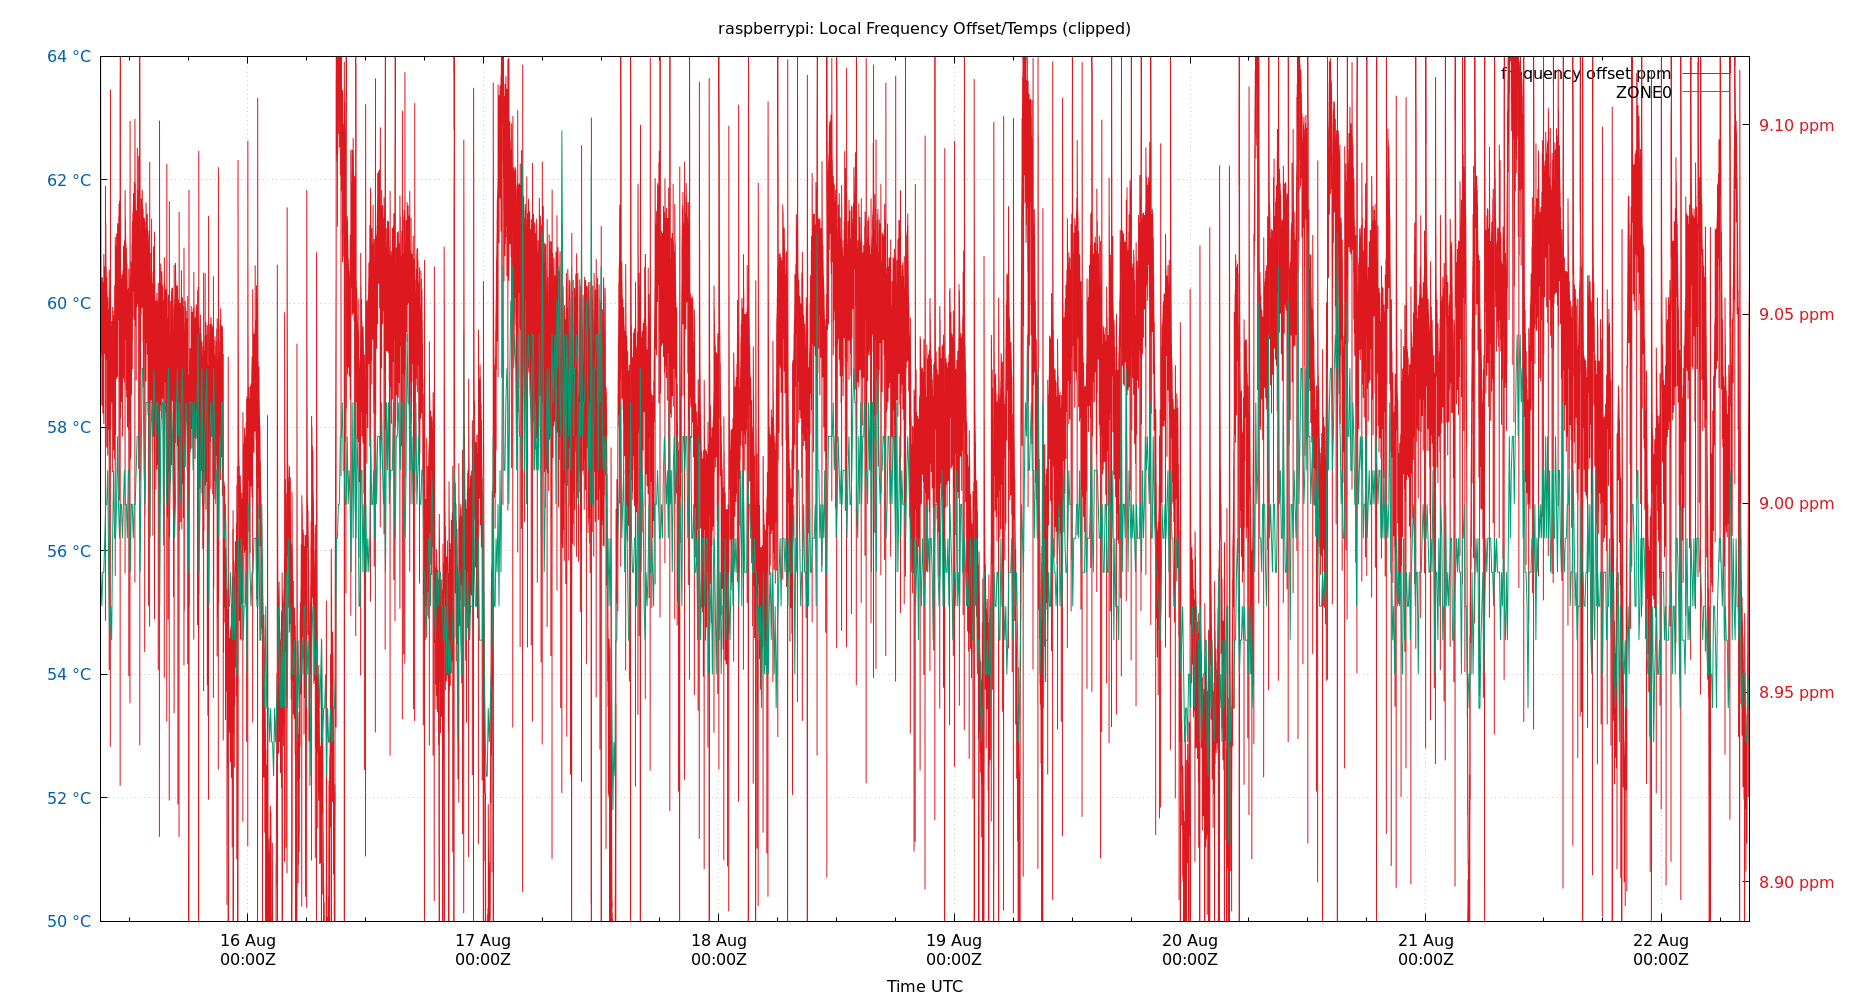 raspberrypi: Local Frequency Offset/Temps (clipped)
64 °C
62 °C
60 °C
58 °C
56 °C
54 °C
52 °C
50 °C
frequency offset ppm
ZONE0
9.10 ppm
9.05 ppm
9.00 ppm
8.95 ppm
8.90 ppm
16 Aug
00:00Z
17 Aug
00:00Z
18 Aug
00:00Z
19 Aug
00:00Z
20 Aug
00:00Z
21 Aug
00:00Z
22 Aug
00:00Z
Time UTC